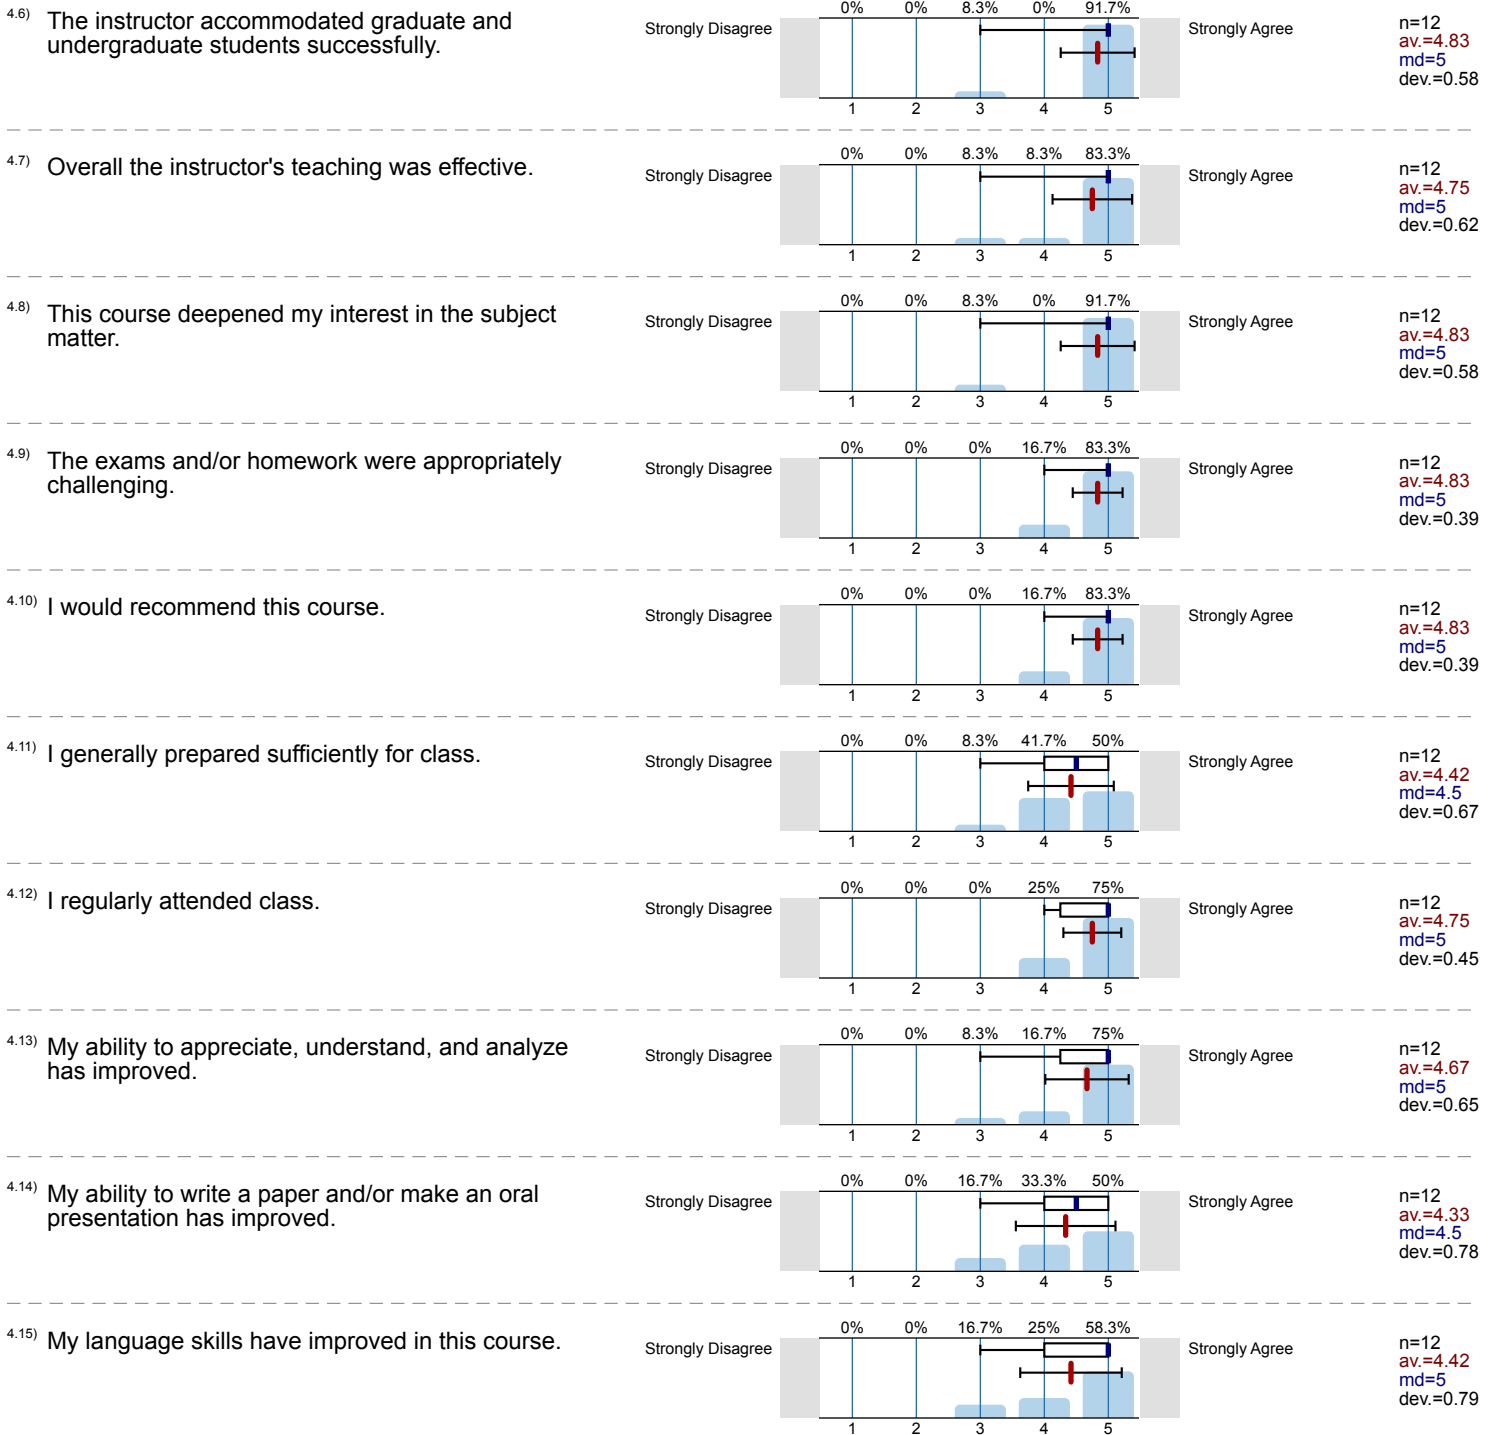 4.6) The instructor accommodated graduate and
undergraduate students successfully.
Strongly Disagree
0% 0% 8.3% 0% 91.7%
1 2 3 4 5
Strongly Agree
n=12
av.=4.83
md=5
dev.=0.58
4.7) Overall the instructor's teaching was effective.
Strongly Disagree
0% 0% 8.3% 8.3% 83.3%
1 2 3 4 5
Strongly Agree
n=12
av.=4.75
md=5
dev.=0.62
4.8) This course deepened my interest in the subject
matter.
Strongly Disagree
0% 0% 8.3% 0% 91.7%
1 2 3 4 5
Strongly Agree
n=12
av.=4.83
md=5
dev.=0.58
4.9) The exams and/or homework were appropriately
challenging.
Strongly Disagree
0% 0% 0% 16.7% 83.3%
1 2 3 4 5
Strongly Agree
n=12
av.=4.83
md=5
dev.=0.39
4.10) I would recommend this course.
Strongly Disagree
0% 0% 0% 16.7% 83.3%
1 2 3 4 5
Strongly Agree
n=12
av.=4.83
md=5
dev.=0.39
4.11) I generally prepared sufficiently for class.
Strongly Disagree
0% 0% 8.3% 41.7% 50%
1 2 3 4 5
Strongly Agree
n=12
av.=4.42
md=4.5
dev.=0.67
4.12) I regularly attended class.
Strongly Disagree
0% 0% 0% 25% 75%
1 2 3 4 5
Strongly Agree
n=12
av.=4.75
md=5
dev.=0.45
4.13) My ability to appreciate, understand, and analyze
has improved.
Strongly Disagree
0% 0% 8.3% 16.7% 75%
1 2 3 4 5
Strongly Agree
n=12
av.=4.67
md=5
dev.=0.65
4.14) My ability to write a paper and/or make an oral
presentation has improved.
Strongly Disagree
0% 0% 16.7% 33.3% 50%
1 2 3 4 5
Strongly Agree
n=12
av.=4.33
md=4.5
dev.=0.78
4.15) My language skills have improved in this course.
Strongly Disagree
0% 0% 16.7% 25% 58.3%
1 2 3 4 5
Strongly Agree
n=12
av.=4.42
md=5
dev.=0.79